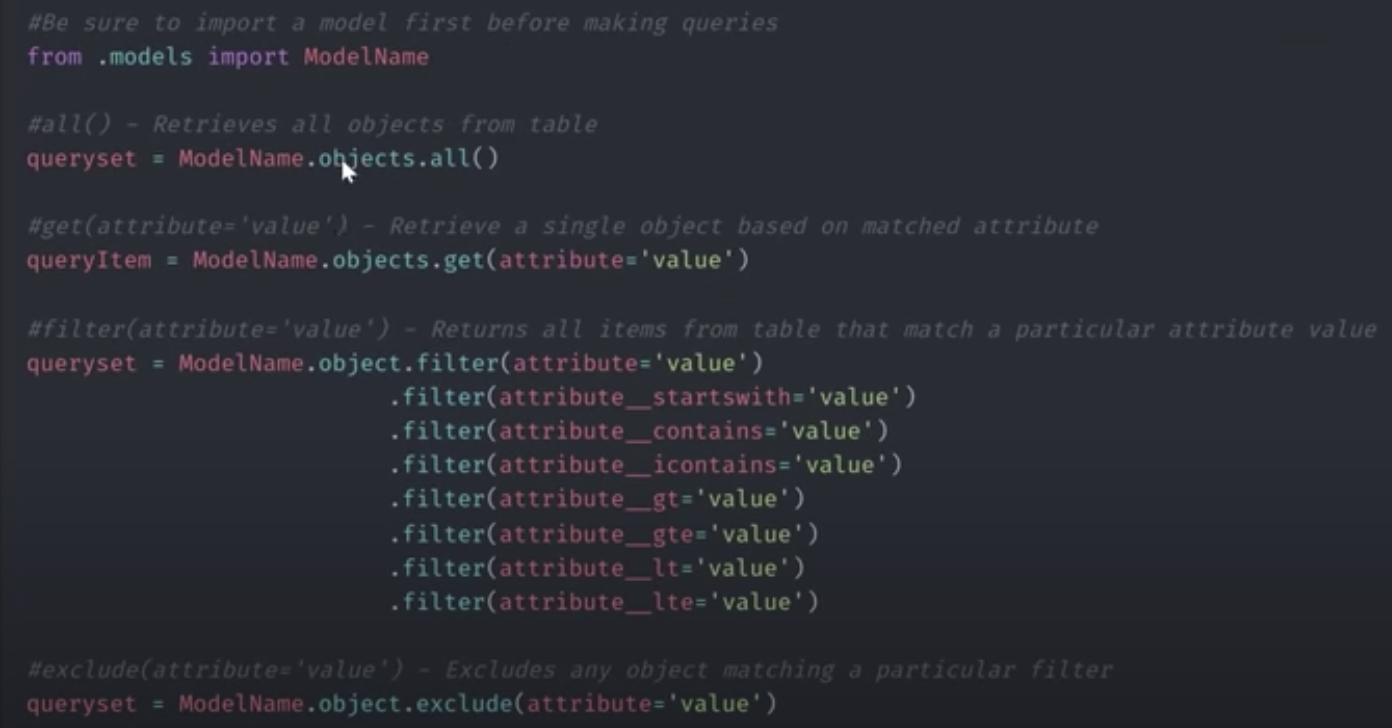 #Be sure to import a model first before making queries
from .models import ModelName
#all() - Retrieves all objects from table
queryset = ModelName.objects.all()
#get(attribute='value') - Retrieve a single object based on matched attribute
queryItem = ModelName.objects.get(attribute='value')
#filter(attribute='value') - Returns all items from table that match a particular attribute value
queryset = ModelName.object.filter(attribute='value')
.filter(attribute__startswith='value')
.filter(attribute__contains='value')
.filter(attribute__icontains='value')
.filter(attribute__gt='value')
.filter(attribute__gte='value')
.filter(attribute__lt='value')
.filter(attribute__lte='value')
#exclude(attribute='value') - Excludes any object matching a particular filter
queryset = ModelName.object.exclude(attribute='value')